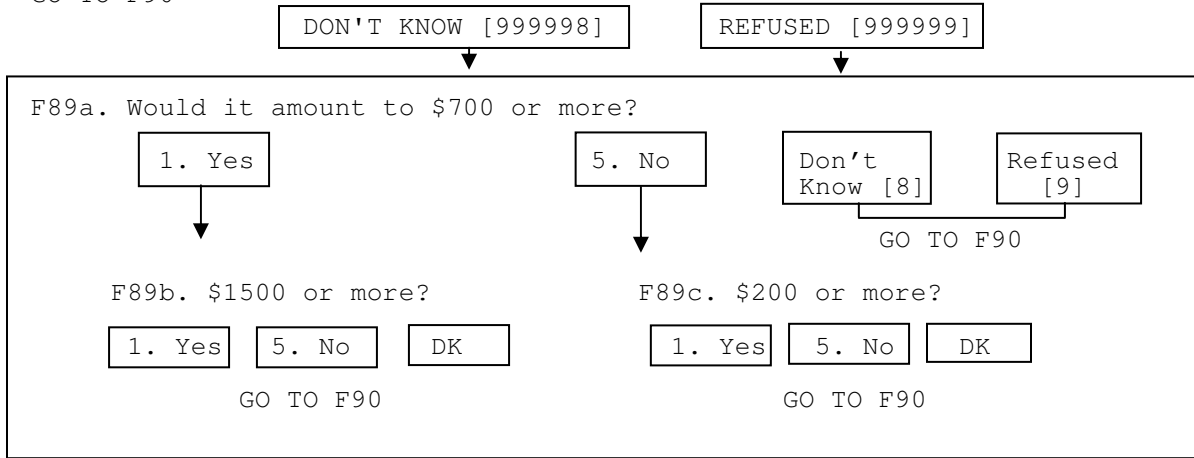 GO TO F90
DON'T KNOW [999998] REFUSED [999999]
F89a. Would it amount to $700 or more?
1. Yes 5. No Don't Know [8] Refused [9]
GO TO F90
F89b. $1500 or more? F89c. $200 or more?
1. Yes 5. No DK 1. Yes 5. No DK
GO TO F90 GO TO F90